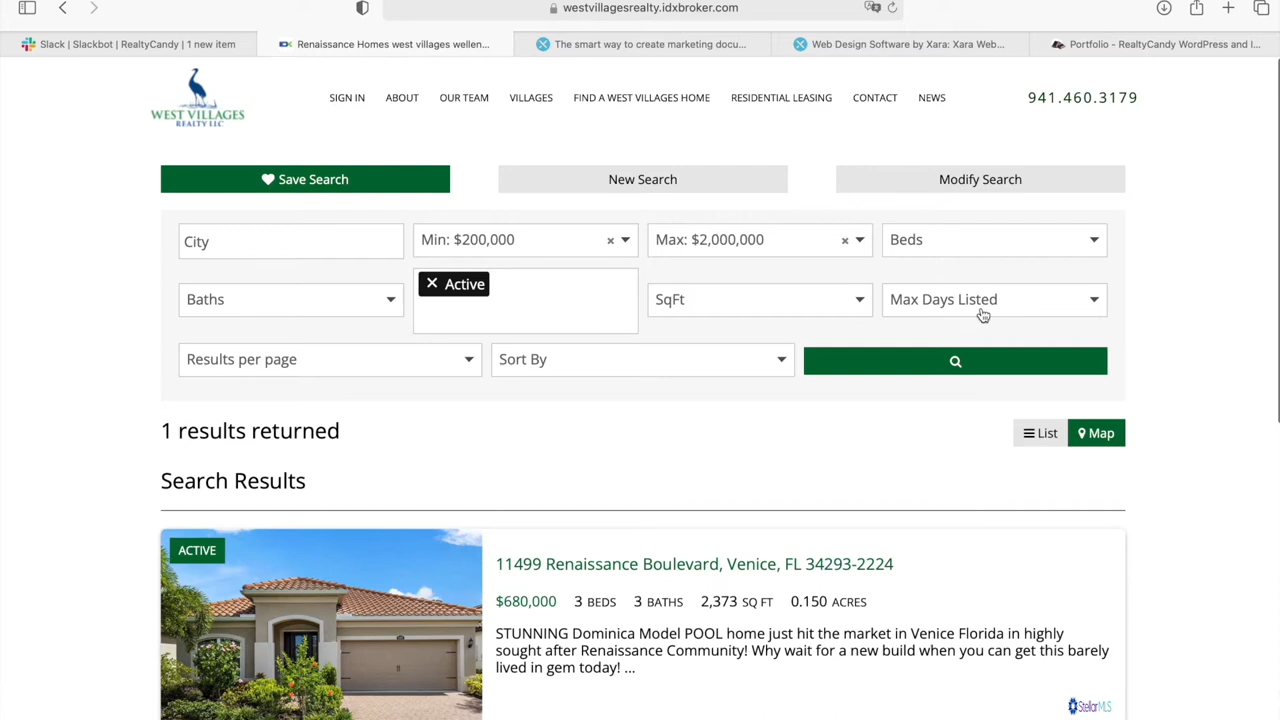 westvillagesrealty.idxbroker.com
Slack | Slackbot | RealtyCandy | 1 new item
Renaissance Homes west villages wellen...
The smart way to create marketing docu...
Web Design Software by Xara: Xara Web...
Portfolio - RealtyCandy WordPress and I...
WEST VILLAGES
REALTY LLC
SIGN IN
ABOUT
OUR TEAM
VILLAGES
FIND A WEST VILLAGES HOME
RESIDENTIAL LEASING
CONTACT
NEWS
941.460.3179
Save Search
New Search
Modify Search
City
Min: $200,000 ×
Max: $2,000,000 ×
Beds
Baths
✕ Active
SqFt
Max Days Listed
Results per page
Sort By
1 results returned
List
Map
Search Results
ACTIVE
11499 Renaissance Boulevard, Venice, FL 34293-2224
$680,000 3 BEDS 3 BATHS 2,373 SQ FT 0.150 ACRES
STUNNING Dominica Model POOL home just hit the market in Venice Florida in highly
sought after Renaissance Community! Why wait for a new build when you can get this barely
lived in gem today! ...
StellarMLS